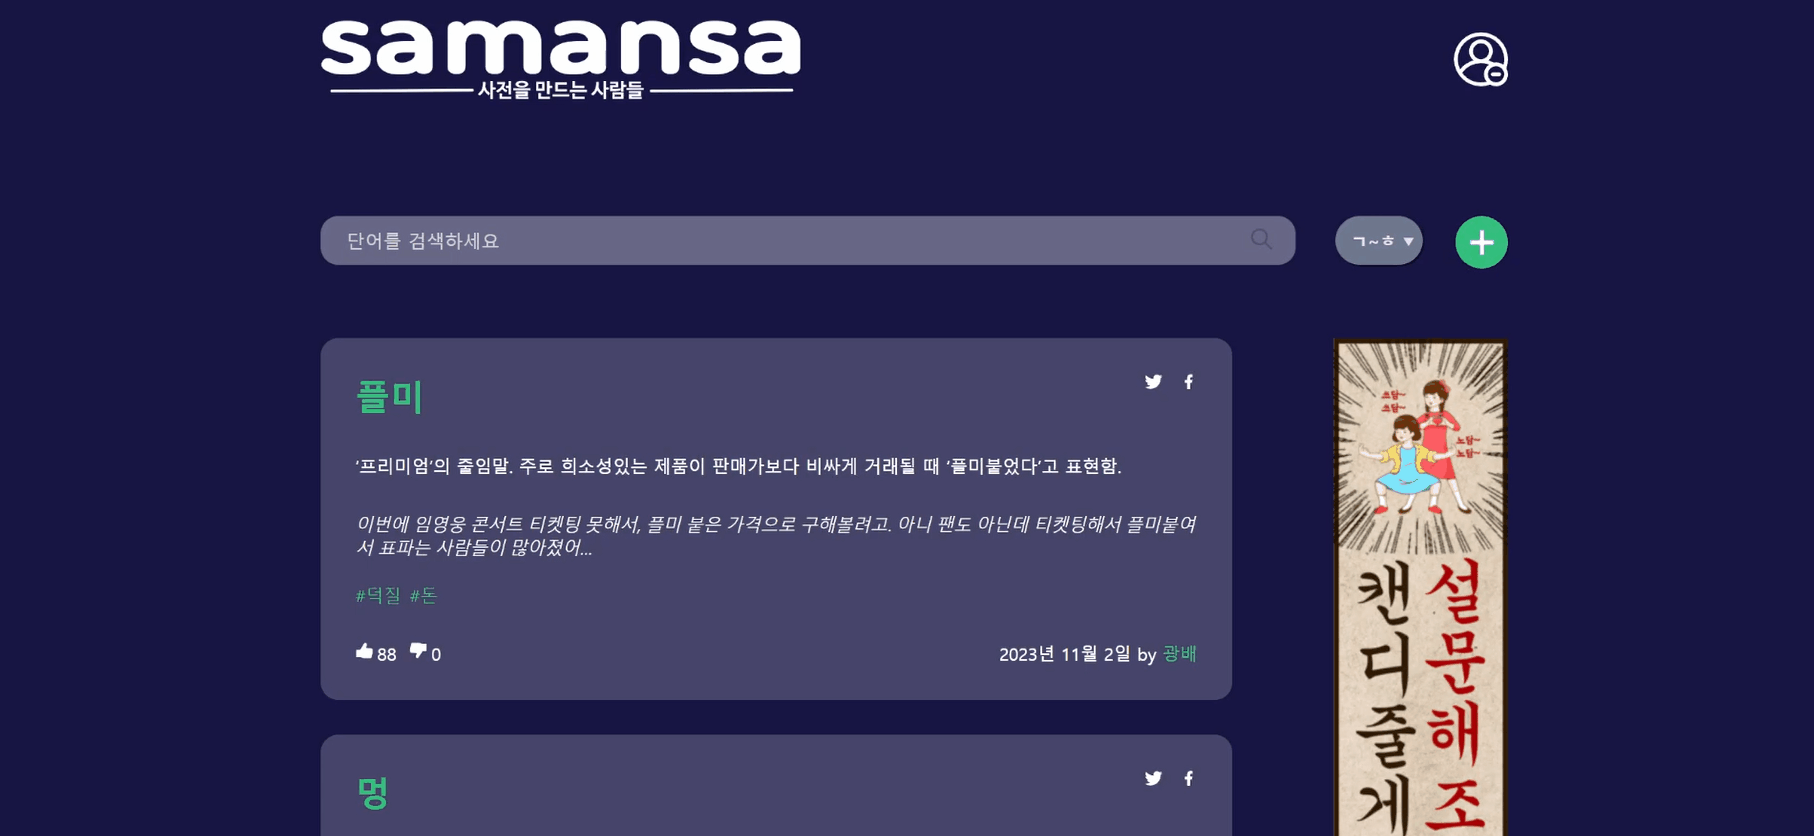 samansa
사전을 만드는 사람들
단어를 검색하세요
ㄱ~ㅎ ▼
플미
‘프리미엄’의 줄임말. 주로 희소성있는 제품이 판매가보다 비싸게 거래될 때 ‘플미붙었다’고 표현함.
이번에 임영웅 콘서트 티켓팅 못해서, 플미 붙은 가격으로 구해볼려고. 아니 팬도 아닌데 티켓팅해서 플미붙여
서 표파는 사람들이 많아졌어...
#덕질 #돈
88 0
2023년 11월 2일 by 광배
멍
쓰담~
쓰담~
노담~
노담~
설문해조
캔디줄게